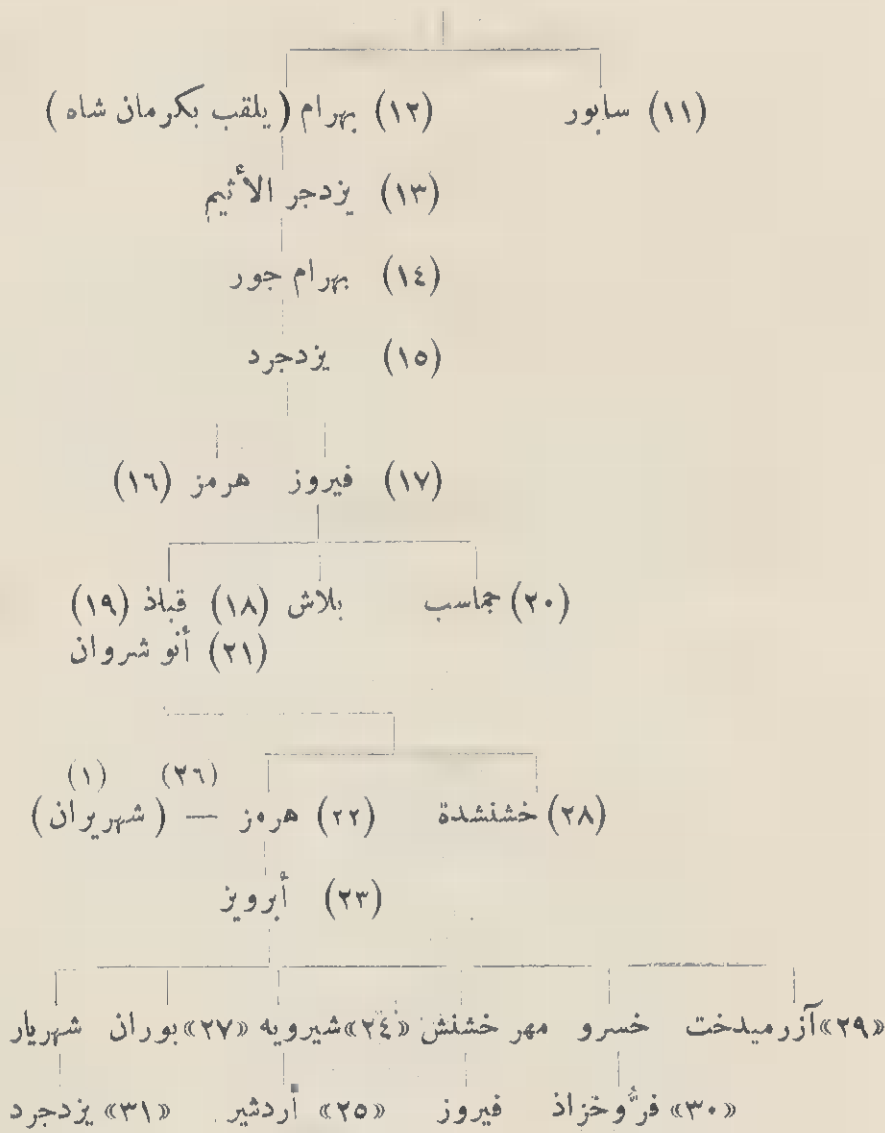 (١١) سابور (١٢) بهرام (يلقب بكرمان شاه)
(١٣) يزدجر الأثيم
(١٤) بهرام جور
(١٥) يزدجرد
(١٧) فيروز هرمز (١٦)
(٢٠) جماسب بلاش (١٨) قباذ (١٩)
(٢١) أنو شروان
(٢٦) (١)
(٢٨) خشنشدة (٢٢) هرمز — (شهريران)
(٢٣) أبرويز
«٢٩» آزرميدخت خسرو مهر خشنش «٢٤» شيرويه «٢٧» بوران شهريار
«٣٠» فرّوخزاذ فيروز «٢٥» أردشير «٣١» يزدجرد